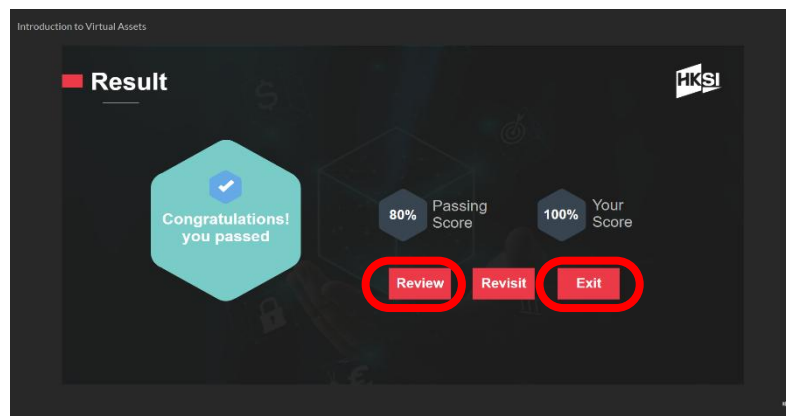 Introduction to Virtual Assets
Result
HKSI
Congratulations!
you passed
80%
Passing
Score
100%
Your
Score
Review
Revisit
Exit